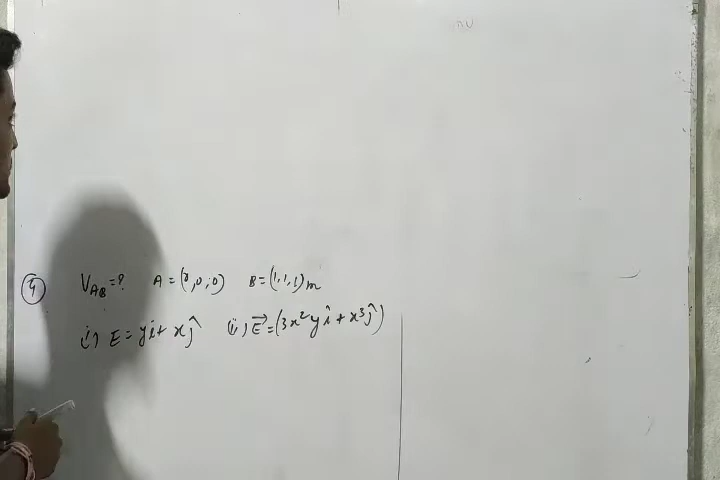 ④ V_AB = ? A = (0,0,0) B = (1,1,1)m
(i) E = yî + xĵ (ii) E⃗ = (3x²yî + x³ĵ)